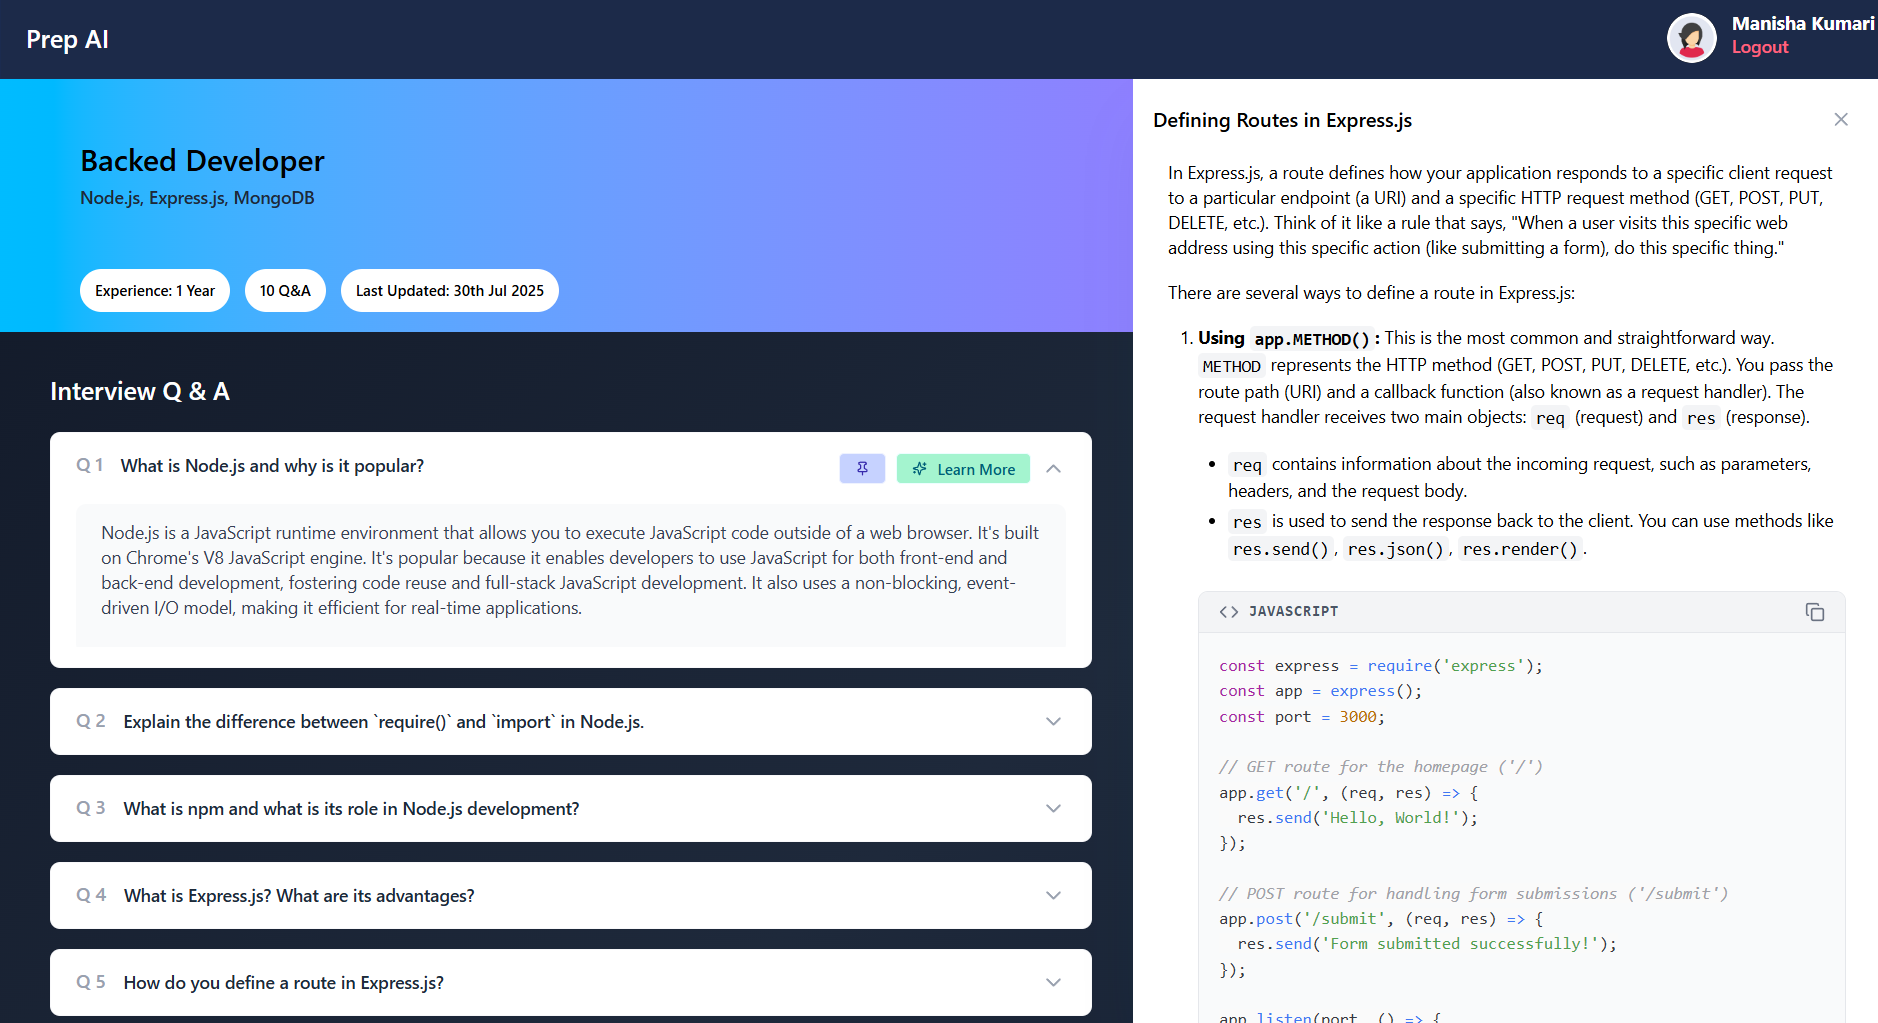 Prep AI
Manisha Kumari
Logout
Backed Developer
Node.js, Express.js, MongoDB
Experience: 1 Year
10 Q&A
Last Updated: 30th Jul 2025
Interview Q & A
Q 1 What is Node.js and why is it popular?
Learn More
Node.js is a JavaScript runtime environment that allows you to execute JavaScript code outside of a web browser. It's built
on Chrome's V8 JavaScript engine. It's popular because it enables developers to use JavaScript for both front-end and
back-end development, fostering code reuse and full-stack JavaScript development. It also uses a non-blocking, event-
driven I/O model, making it efficient for real-time applications.
Q 2 Explain the difference between `require()` and `import` in Node.js.
Q 3 What is npm and what is its role in Node.js development?
Q 4 What is Express.js? What are its advantages?
Q 5 How do you define a route in Express.js?
Defining Routes in Express.js
In Express.js, a route defines how your application responds to a specific client request
to a particular endpoint (a URI) and a specific HTTP request method (GET, POST, PUT,
DELETE, etc.). Think of it like a rule that says, "When a user visits this specific web
address using this specific action (like submitting a form), do this specific thing."
There are several ways to define a route in Express.js:
1. Using app.METHOD() : This is the most common and straightforward way.
METHOD represents the HTTP method (GET, POST, PUT, DELETE, etc.). You pass the
route path (URI) and a callback function (also known as a request handler). The
request handler receives two main objects: req (request) and res (response).
• req contains information about the incoming request, such as parameters,
headers, and the request body.
• res is used to send the response back to the client. You can use methods like
res.send() , res.json() , res.render() .
<> JAVASCRIPT
const express = require('express');
const app = express();
const port = 3000;
// GET route for the homepage ('/')
app.get('/', (req, res) => {
res.send('Hello, World!');
});
// POST route for handling form submissions ('/submit')
app.post('/submit', (req, res) => {
res.send('Form submitted successfully!');
});
app.listen(port, () => {